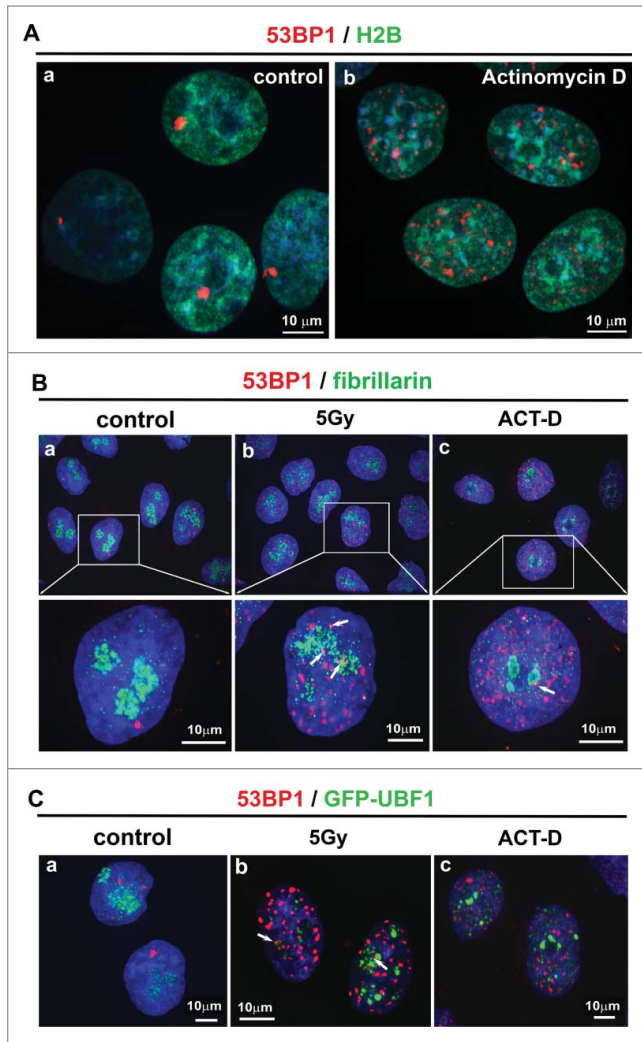 A
53BP1 / H2B
a
control
10 μm
b
Actinomycin D
10 μm
B
53BP1 / fibrillarin
control
5Gy
ACT-D
a
b
c
10μm
10μm
10μm
C
53BP1 / GFP-UBF1
control
5Gy
ACT-D
a
10μm
b
10μm
c
10μm